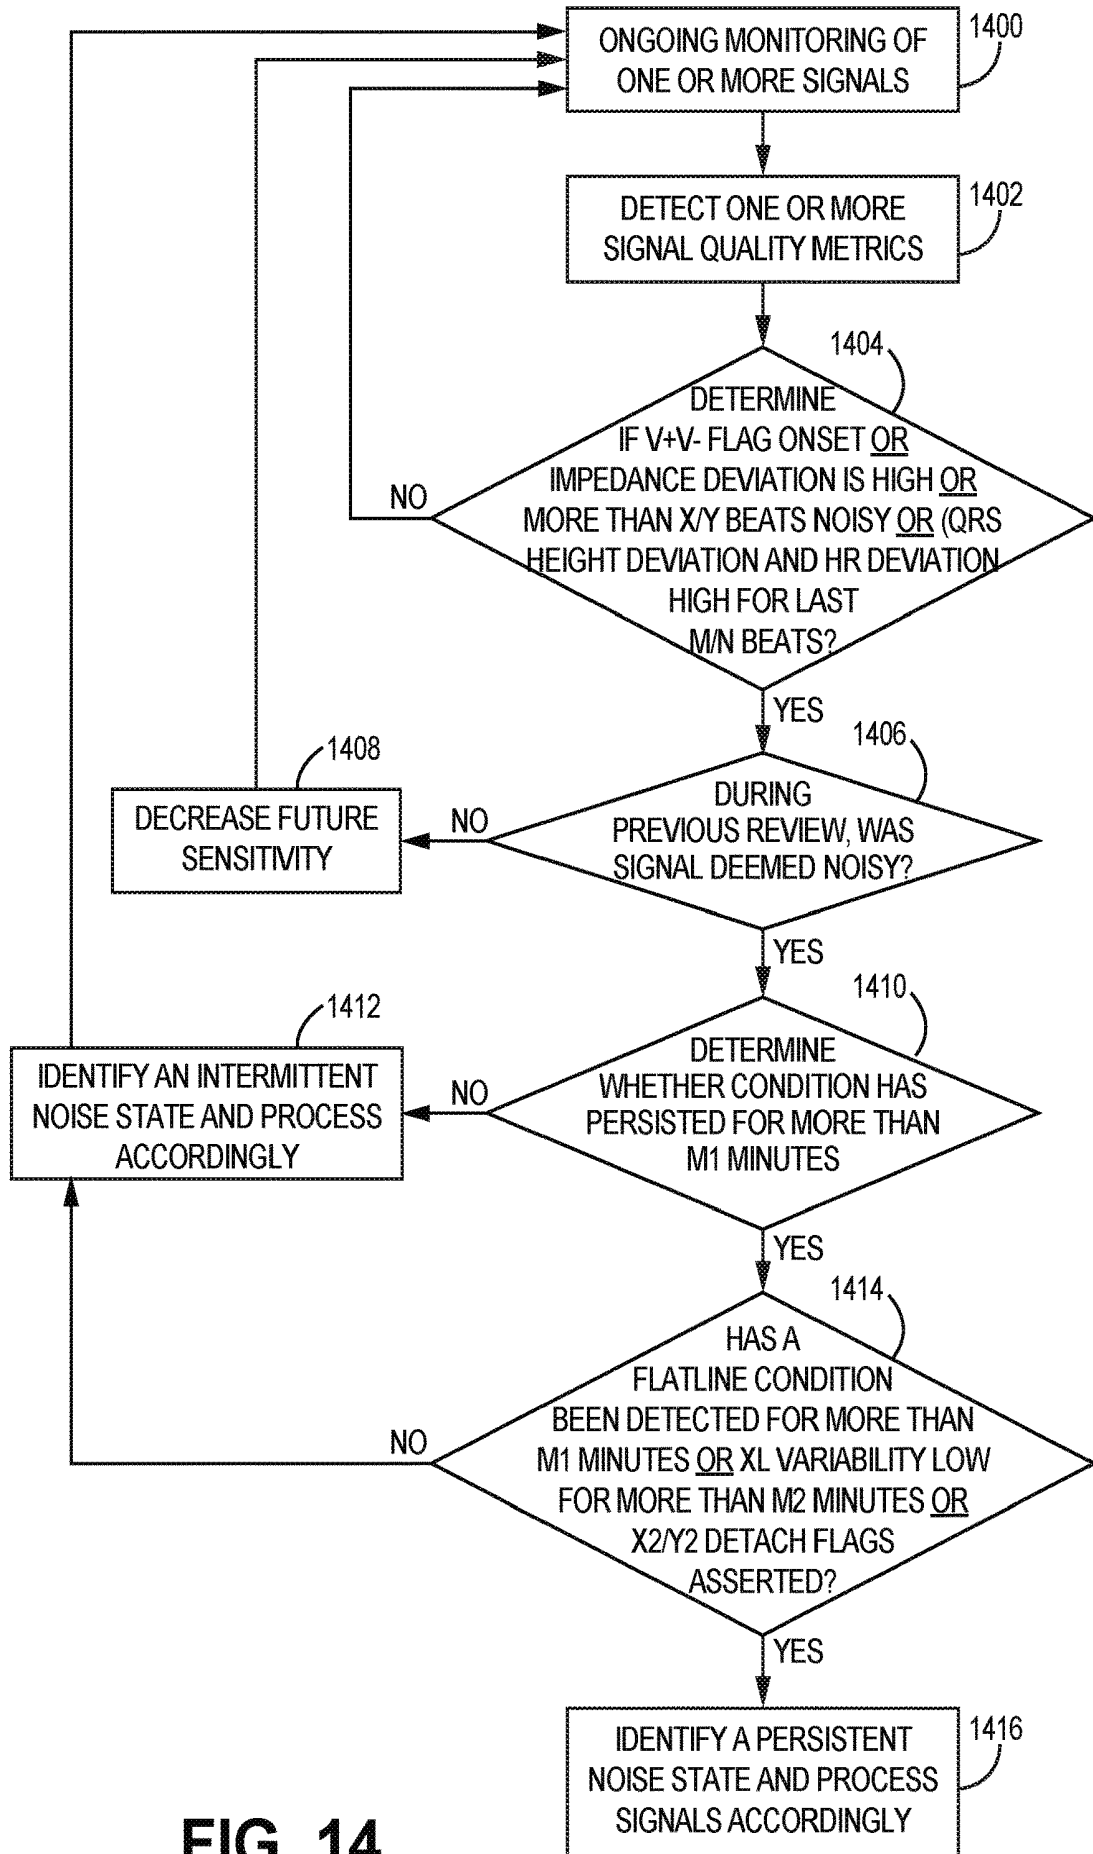 ONGOING MONITORING OF
ONE OR MORE SIGNALS
1400
DETECT ONE OR MORE
SIGNAL QUALITY METRICS
1402
1404
DETERMINE
IF V+V- FLAG ONSET OR
IMPEDANCE DEVIATION IS HIGH OR
MORE THAN X/Y BEATS NOISY OR (QRS
HEIGHT DEVIATION AND HR DEVIATION
HIGH FOR LAST
M/N BEATS?
NO
YES
1406
DURING
PREVIOUS REVIEW, WAS
SIGNAL DEEMED NOISY?
NO
1408
DECREASE FUTURE
SENSITIVITY
YES
1410
DETERMINE
WHETHER CONDITION HAS
PERSISTED FOR MORE THAN
M1 MINUTES
NO
1412
IDENTIFY AN INTERMITTENT
NOISE STATE AND PROCESS
ACCORDINGLY
YES
1414
HAS A
FLATLINE CONDITION
BEEN DETECTED FOR MORE THAN
M1 MINUTES OR XL VARIABILITY LOW
FOR MORE THAN M2 MINUTES OR
X2/Y2 DETACH FLAGS
ASSERTED?
NO
YES
IDENTIFY A PERSISTENT
NOISE STATE AND PROCESS
SIGNALS ACCORDINGLY
1416
FIG. 14